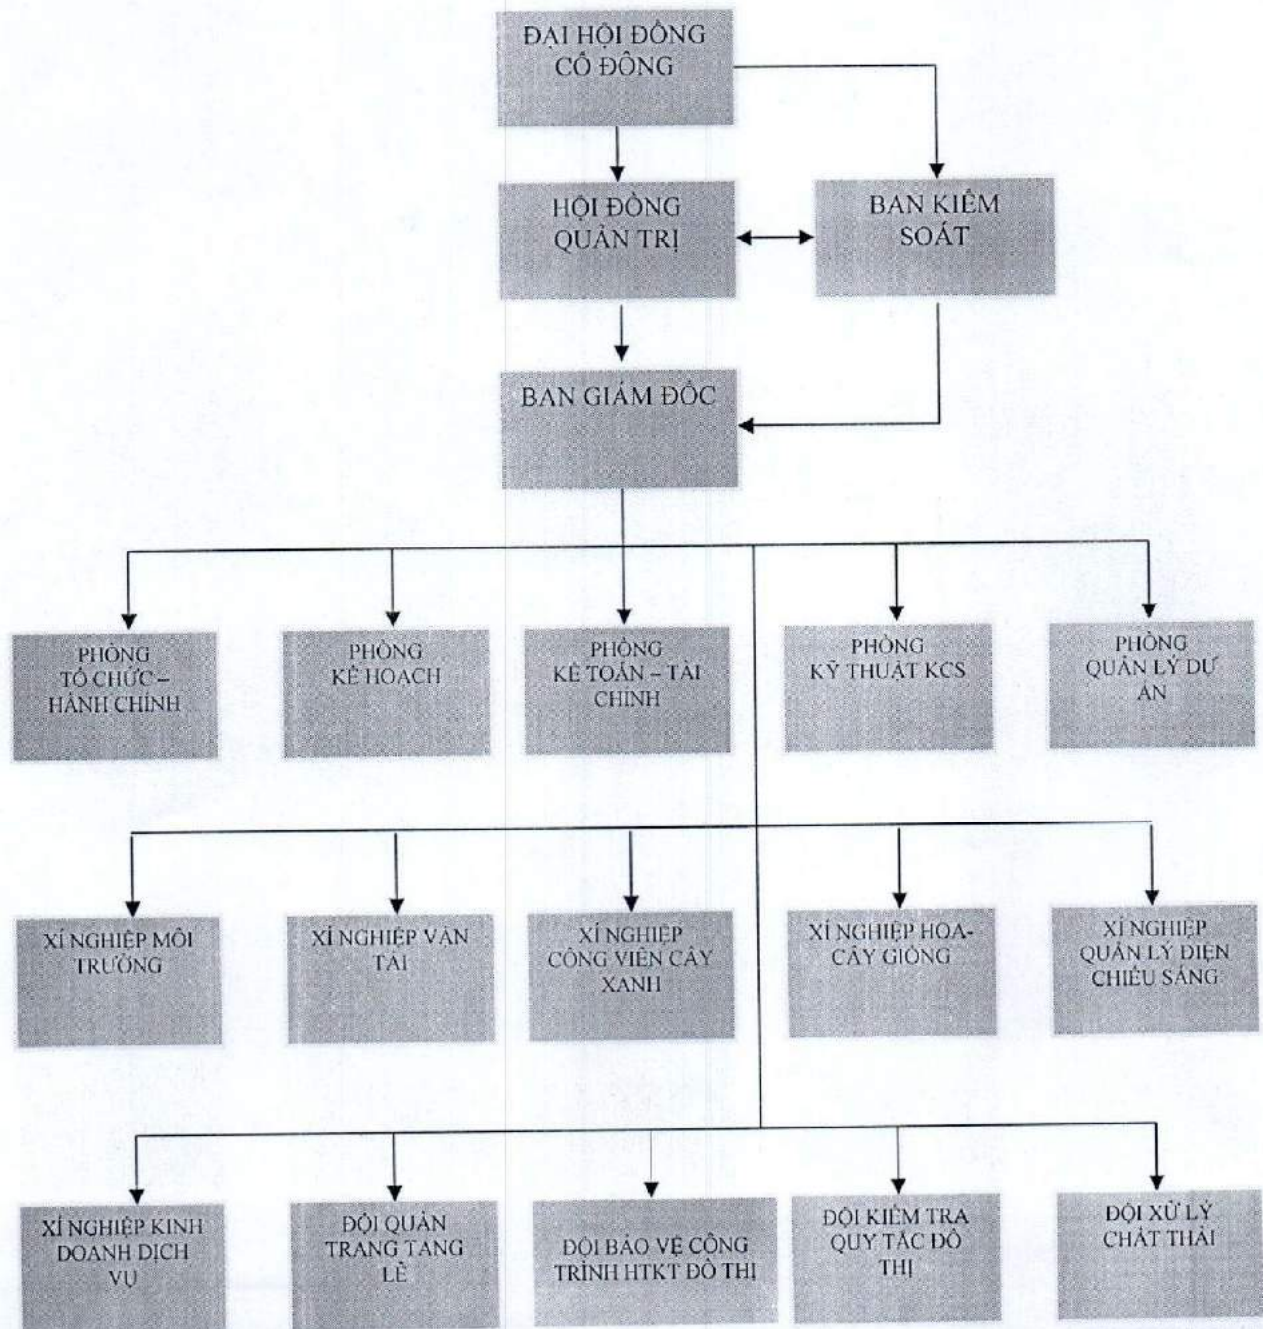 ĐẠI HỘI ĐỒNG
CỔ ĐÔNG
HỘI ĐỒNG
QUẢN TRỊ
BAN KIỂM
SOÁT
BAN GIÁM ĐỐC
PHÒNG
TỔ CHỨC –
HÀNH CHÍNH
PHÒNG
KẾ HOẠCH
PHÒNG
KẾ TOÁN – TÀI
CHÍNH
PHÒNG
KỸ THUẬT KCS
PHÒNG
QUẢN LÝ DỰ
ÁN
XÍ NGHIỆP MÔI
TRƯỜNG
XÍ NGHIỆP VẬN
TẢI
XÍ NGHIỆP
CÔNG VIÊN CÂY
XANH
XÍ NGHIỆP HOA-
CÂY GIỐNG
XÍ NGHIỆP
QUẢN LÝ ĐIỆN
CHIẾU SÁNG
XÍ NGHIỆP KINH
DOANH DỊCH
VỤ
ĐỘI QUẢN
TRANG TANG
LỄ
ĐỘI BẢO VỆ CÔNG
TRÌNH HTKT ĐÔ THỊ
ĐỘI KIỂM TRA
QUY TẮC ĐÔ
THỊ
ĐỘI XỬ LÝ
CHẤT THẢI